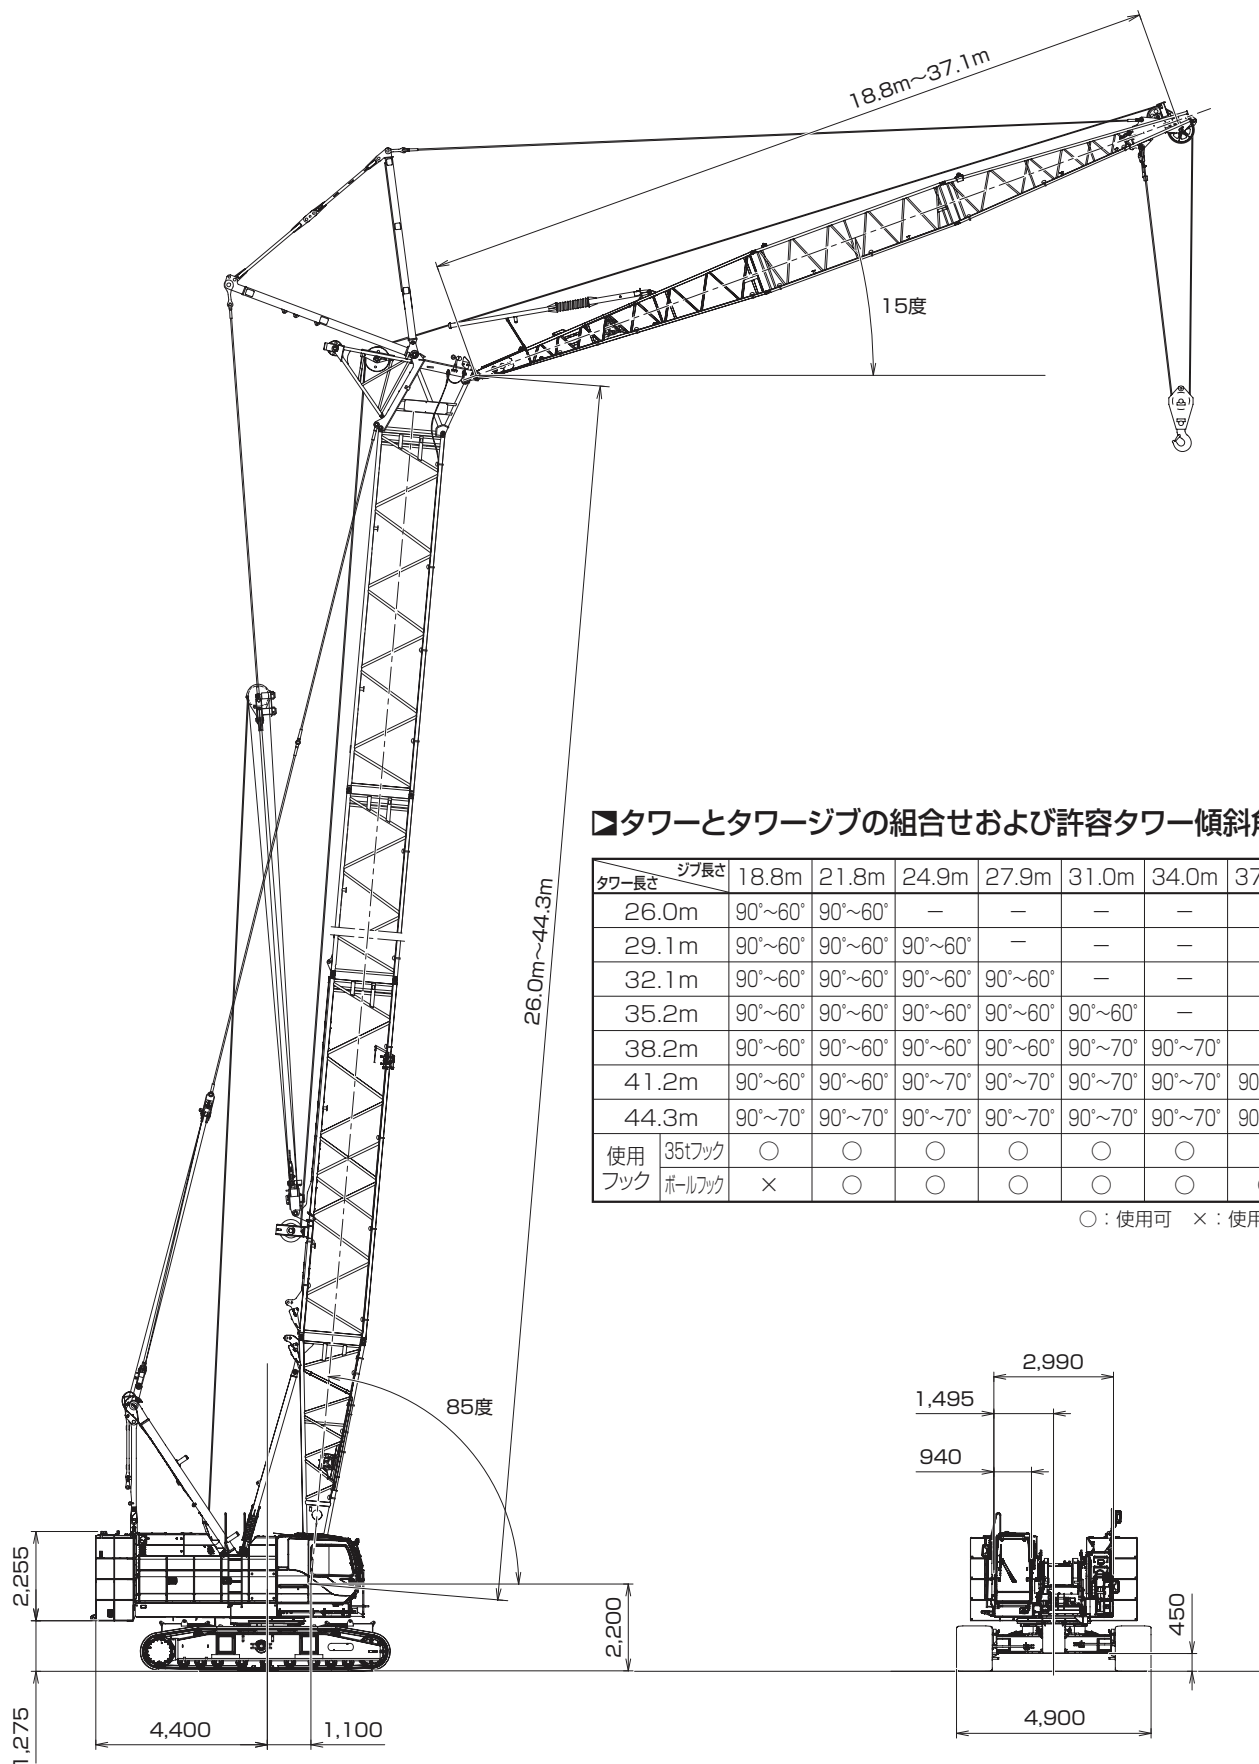 18.8m～37.1m
15度
26.0m～44.3m
▶タワーとタワージブの組合せおよび許容タワー傾斜
タワー長さ ジブ長さ 18.8m 21.8m 24.9m 27.9m 31.0m 34.0m 37
26.0m 90°～60° 90°～60° － － － －
29.1m 90°～60° 90°～60° 90°～60° － － －
32.1m 90°～60° 90°～60° 90°～60° 90°～60° － －
35.2m 90°～60° 90°～60° 90°～60° 90°～60° 90°～60° －
38.2m 90°～60° 90°～60° 90°～60° 90°～60° 90°～70° 90°～70°
41.2m 90°～60° 90°～60° 90°～70° 90°～70° 90°～70° 90°～70° 90
44.3m 90°～70° 90°～70° 90°～70° 90°～70° 90°～70° 90°～70° 90
使用フック 35tフック ○ ○ ○ ○ ○ ○
ボールフック × ○ ○ ○ ○ ○
○：使用可 ×：使用
85度
2,990
1,495
940
2,255
2,200
450
1,275
4,400
1,100
4,900